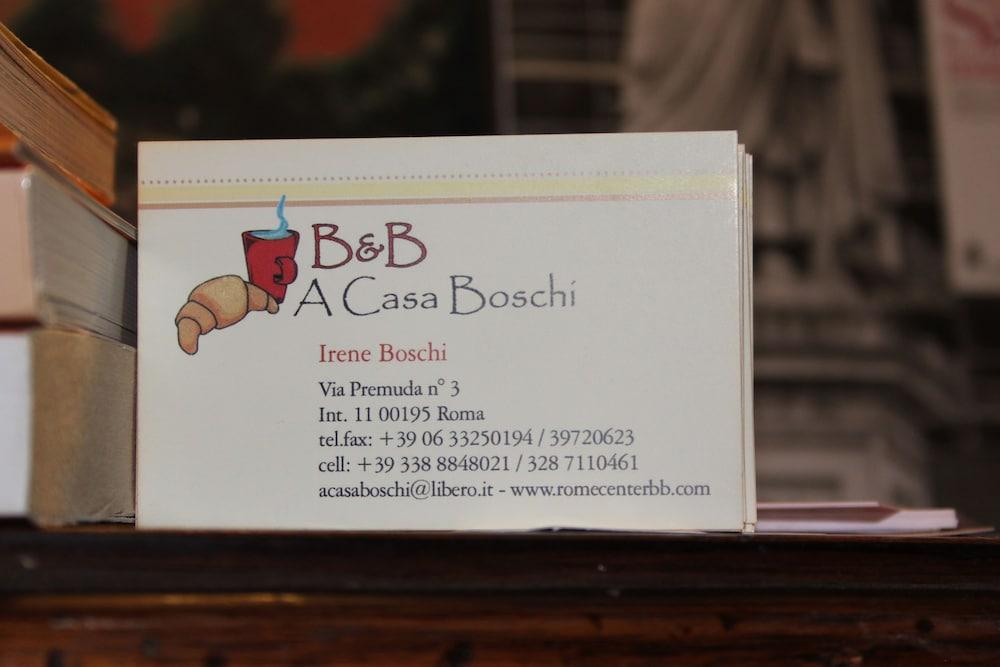 B&B
A Casa Boschi
Irene Boschi
Via Premuda n° 3
Int. 11 00195 Roma
tel.fax: +39 06 33250194 / 39720623
cell: +39 338 8848021 / 328 7110461
acasaboschi@libero.it - www.romecenterbb.com